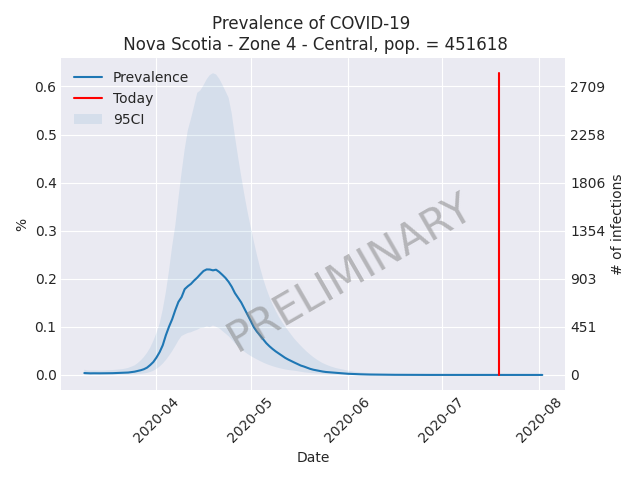 Prevalence of COVID-19
Nova Scotia - Zone 4 - Central, pop. = 451618
Prevalence
Today
95CI
0.6
0.5
0.4
0.3
0.2
0.1
0.0
%
2709
2258
1806
1354
903
451
0
# of infections
PRELIMINARY
2020-04
2020-05
2020-06
2020-07
2020-08
Date